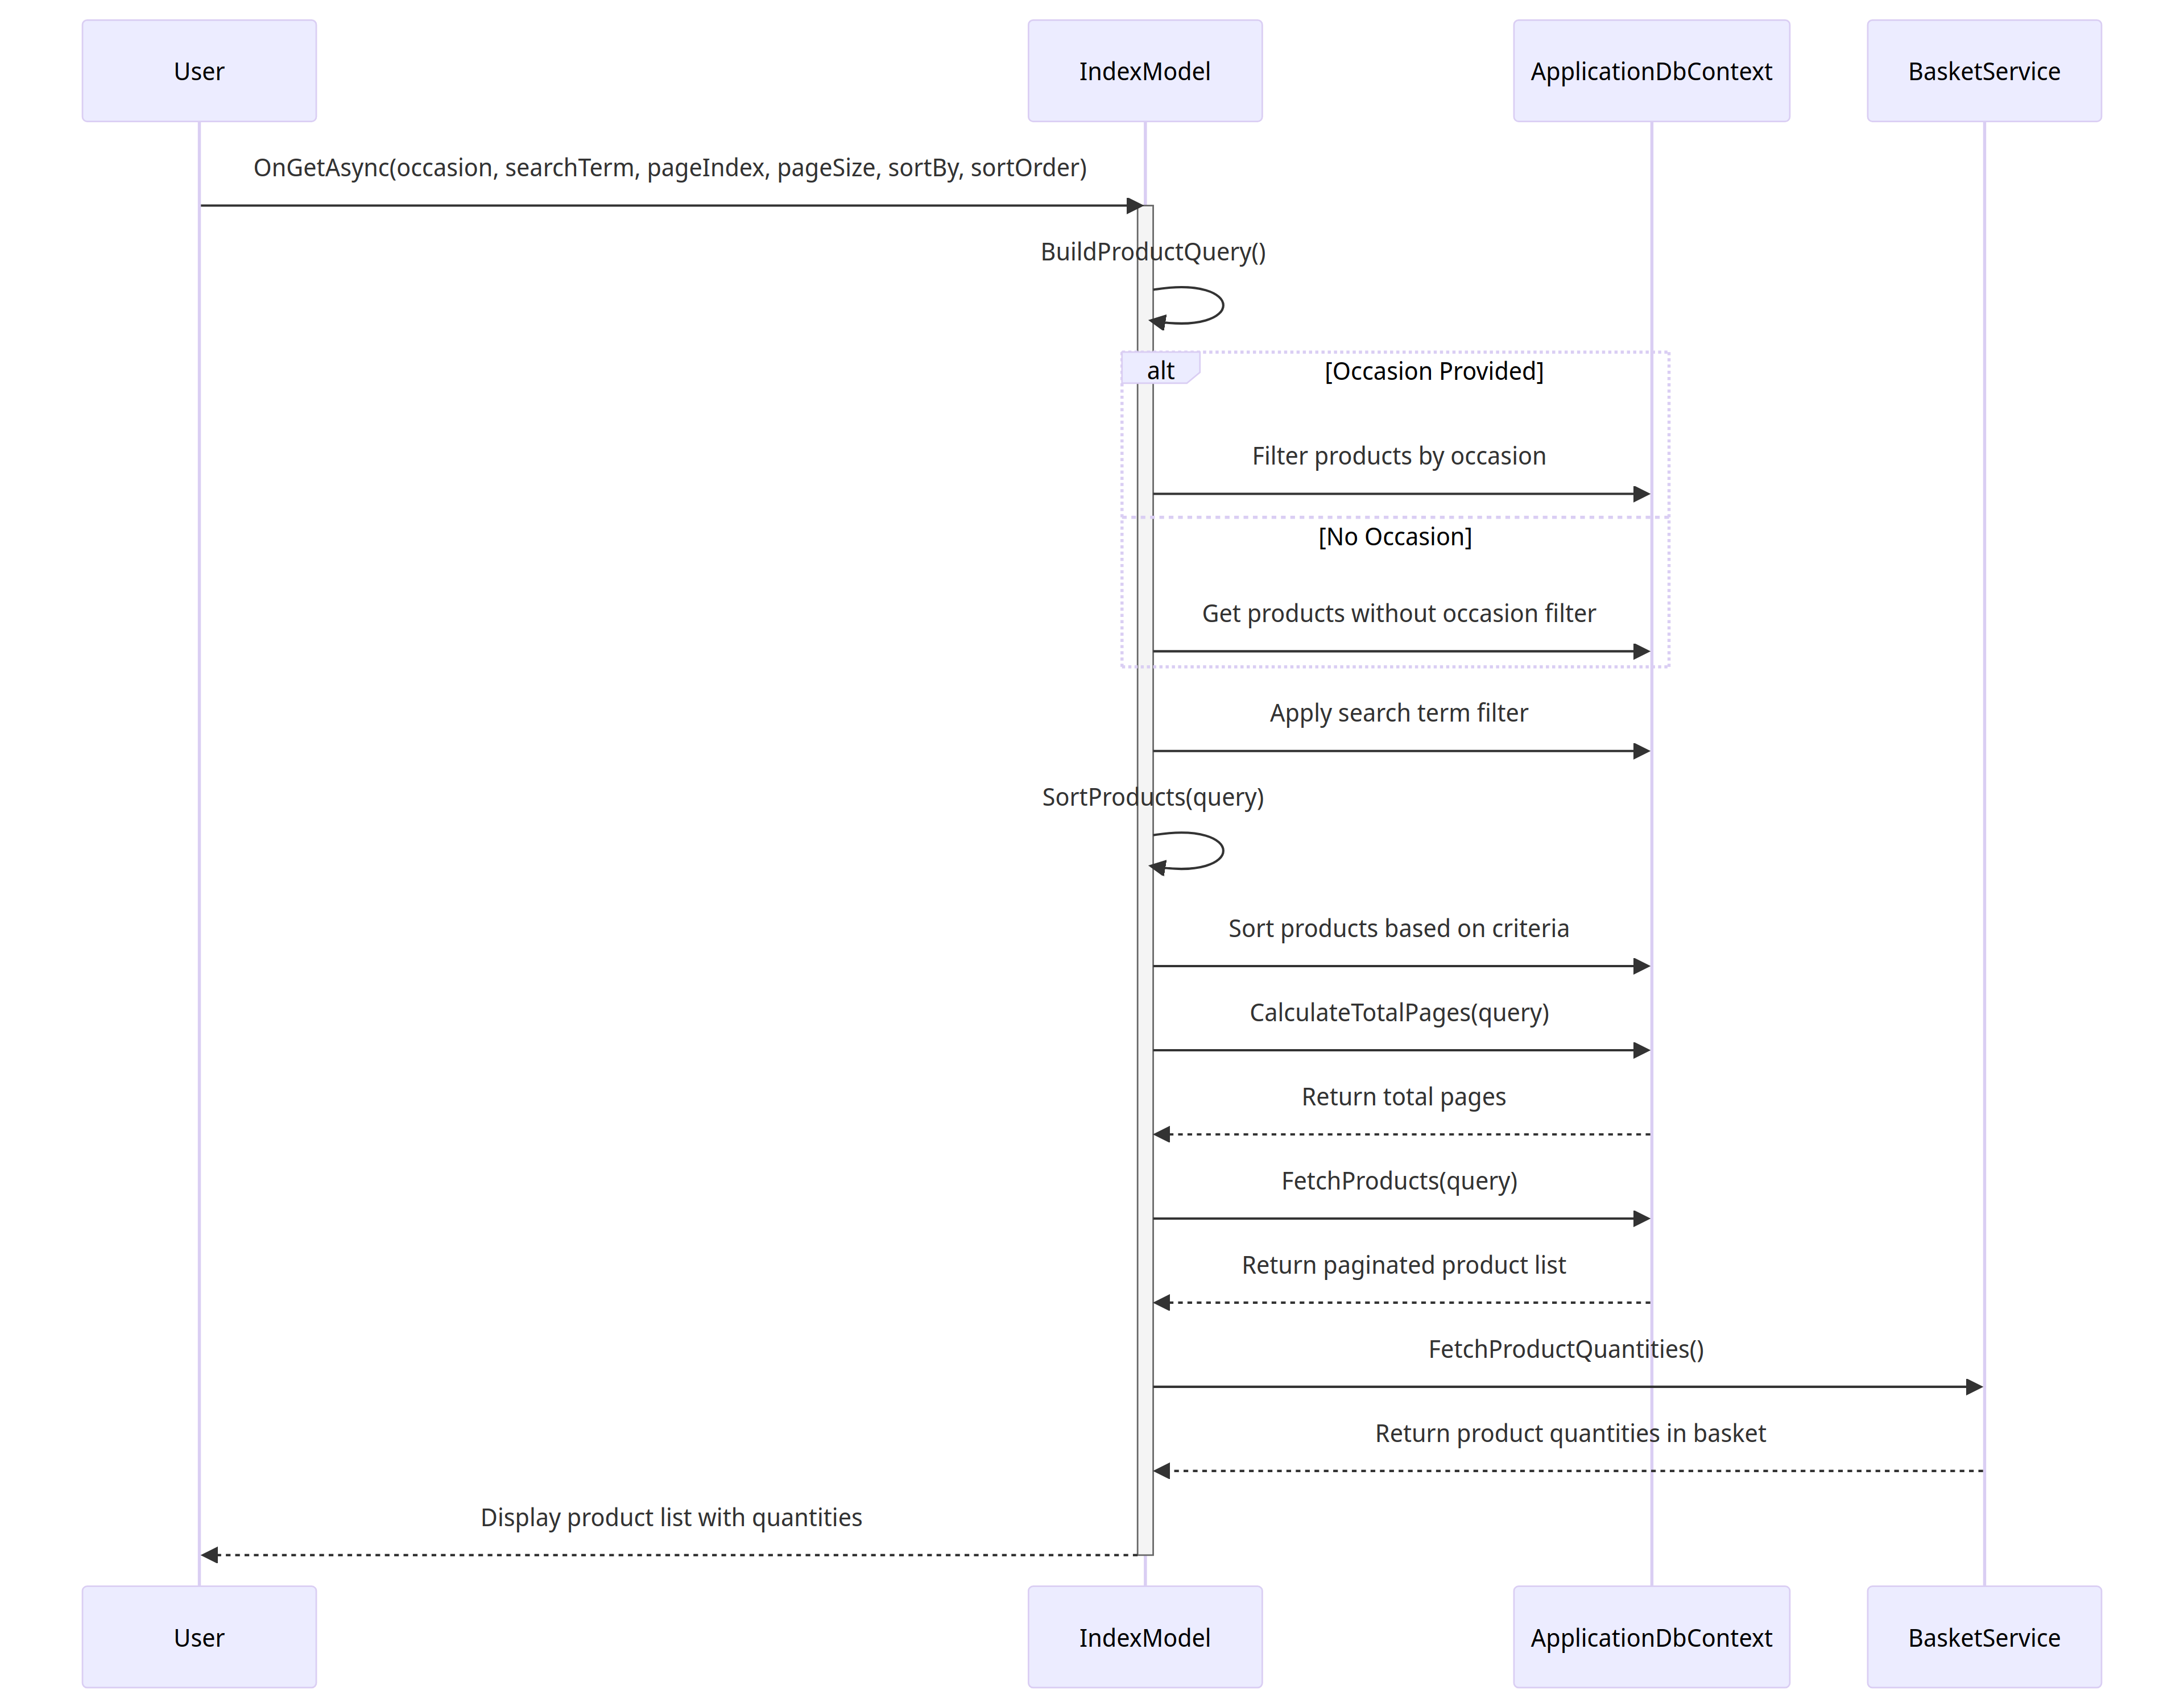 User
IndexModel
ApplicationDbContext
BasketService
OnGetAsync(occasion, searchTerm, pageIndex, pageSize, sortBy, sortOrder)
BuildProductQuery()
alt
[Occasion Provided]
Filter products by occasion
[No Occasion]
Get products without occasion filter
Apply search term filter
SortProducts(query)
Sort products based on criteria
CalculateTotalPages(query)
Return total pages
FetchProducts(query)
Return paginated product list
FetchProductQuantities()
Return product quantities in basket
Display product list with quantities
User
IndexModel
ApplicationDbContext
BasketService